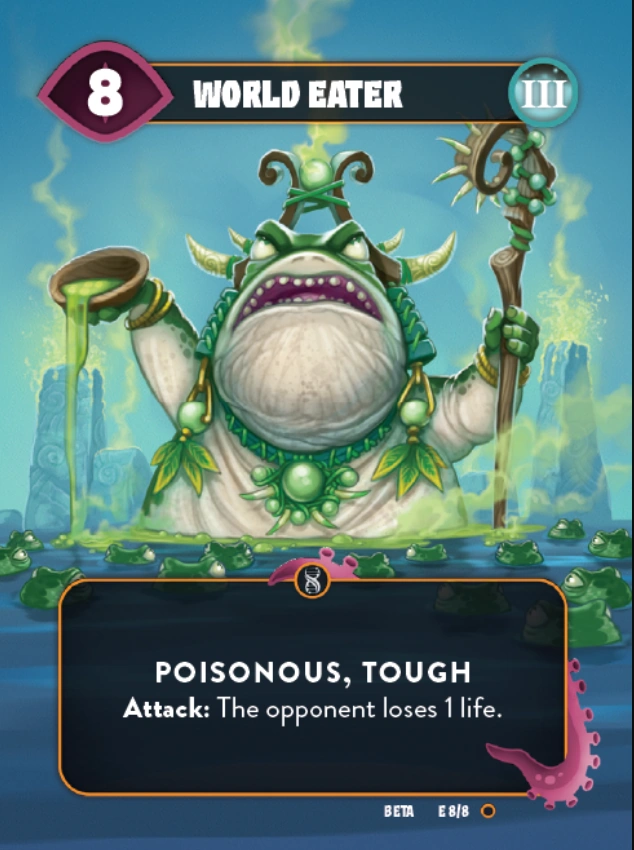 8 WORLD EATER III
POISONOUS, TOUGH
Attack: The opponent loses 1 life.
BETA E 8/8